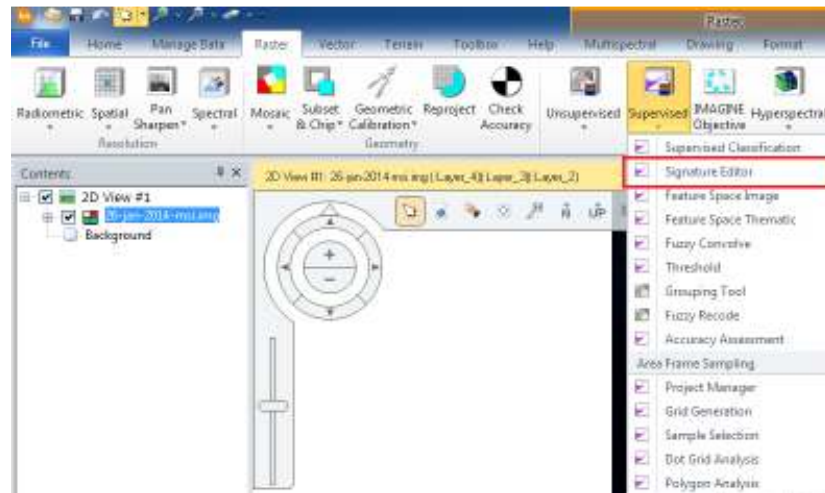 Raster
File Home Manage Data Raster Vector Terrain Toolbox Help Multispectral Drawing Format
Radiometric Spatial Pan Sharpen Spectral Mosaic Subset & Chip Geometric Calibration Reproject Check Accuracy Unsupervised Supervised IMAGINE Objective Hyperspectral
Resolution Geometry
Supervised Classification
Contents
2D View #1: 26-jan-2014-msi.img(:Layer_4)(:Layer_3)(:Layer_2)
Signature Editor
2D View #1
Feature Space Image
26-jan-2014-msi.img
Feature Space Thematic
UP
Background
Fuzzy Convolve
Threshold
Grouping Tool
Fuzzy Recode
Accuracy Assessment
Area Frame Sampling
Project Manager
Grid Generation
Sample Selection
Dot Grid Analysis
Polygon Analysis